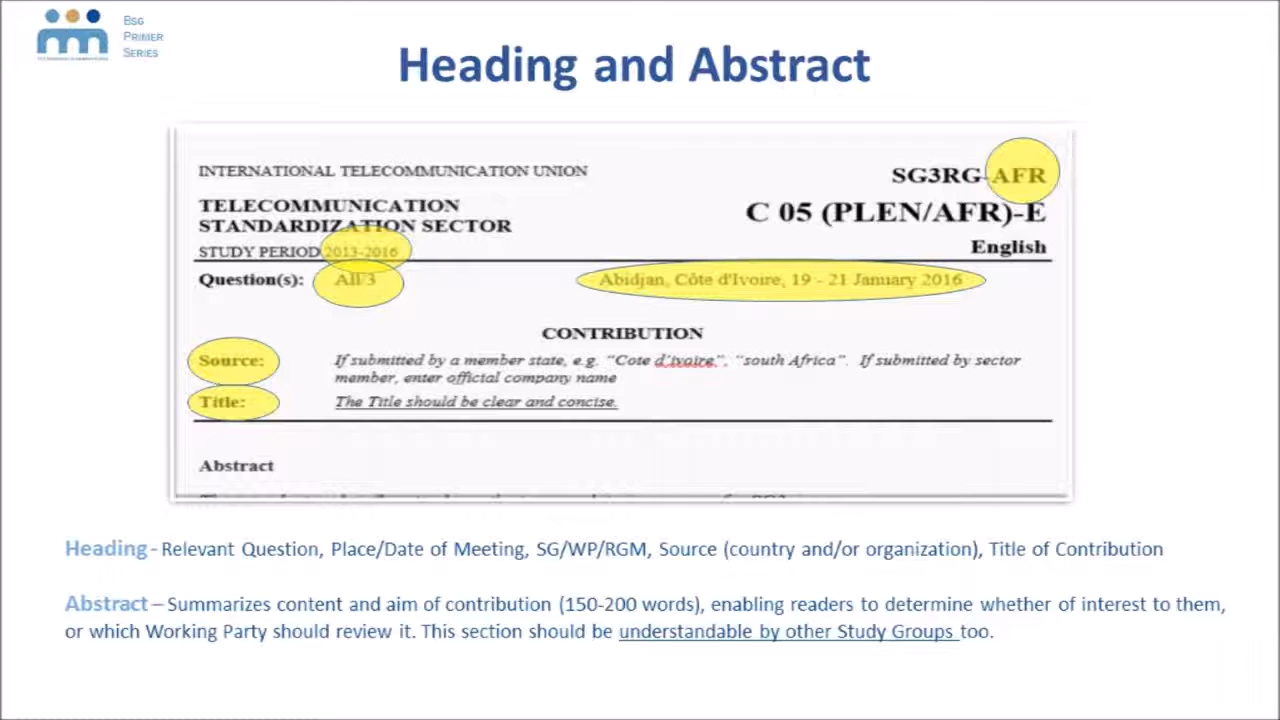 BSG
PRIMER
SERIES
Heading and Abstract
INTERNATIONAL TELECOMMUNICATION UNION
SG3RG-AFR
TELECOMMUNICATION
STANDARDIZATION SECTOR
C 05 (PLEN/AFR)-E
STUDY PERIOD 2013-2016
English
Question(s): All/3 Abidjan, Côte d'Ivoire, 19 - 21 January 2016
CONTRIBUTION
Source: If submitted by a member state, e.g. “Cote d’ivoire.”, “south Africa”. If submitted by sector
member, enter official company name
Title: The Title should be clear and concise.
Abstract
Heading - Relevant Question, Place/Date of Meeting, SG/WP/RGM, Source (country and/or organization), Title of Contribution
Abstract – Summarizes content and aim of contribution (150-200 words), enabling readers to determine whether of interest to them,
or which Working Party should review it. This section should be understandable by other Study Groups too.